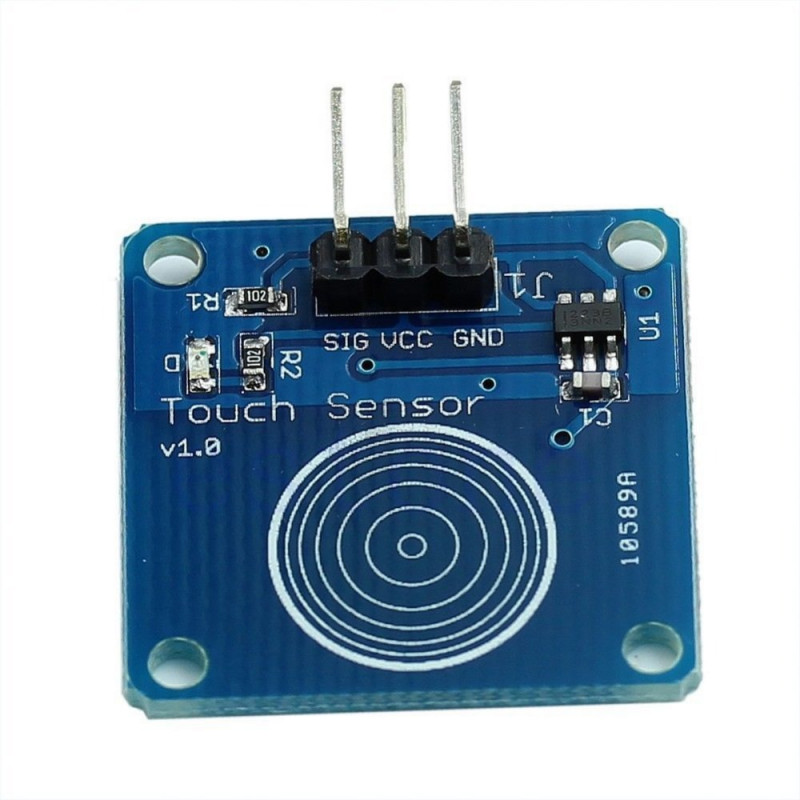 J1
R1
102
SIG VCC GND
U1
D
102
R2
Touch Sensor
C1
v1.0
10589A